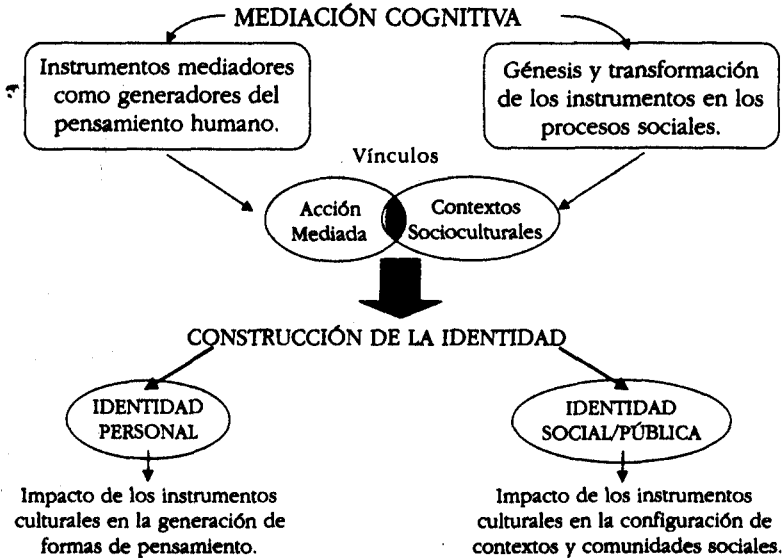 MEDIACIÓN COGNITIVA
Instrumentos mediadores
como generadores del
pensamiento humano.
Génesis y transformación
de los instrumentos en los
procesos sociales.
Vínculos
Acción
Mediada
Contextos
Socioculturales
CONSTRUCCIÓN DE LA IDENTIDAD
IDENTIDAD
PERSONAL
IDENTIDAD
SOCIAL/PÚBLICA
Impacto de los instrumentos
culturales en la generación de
formas de pensamiento.
Impacto de los instrumentos
culturales en la configuración de
contextos y comunidades sociales.